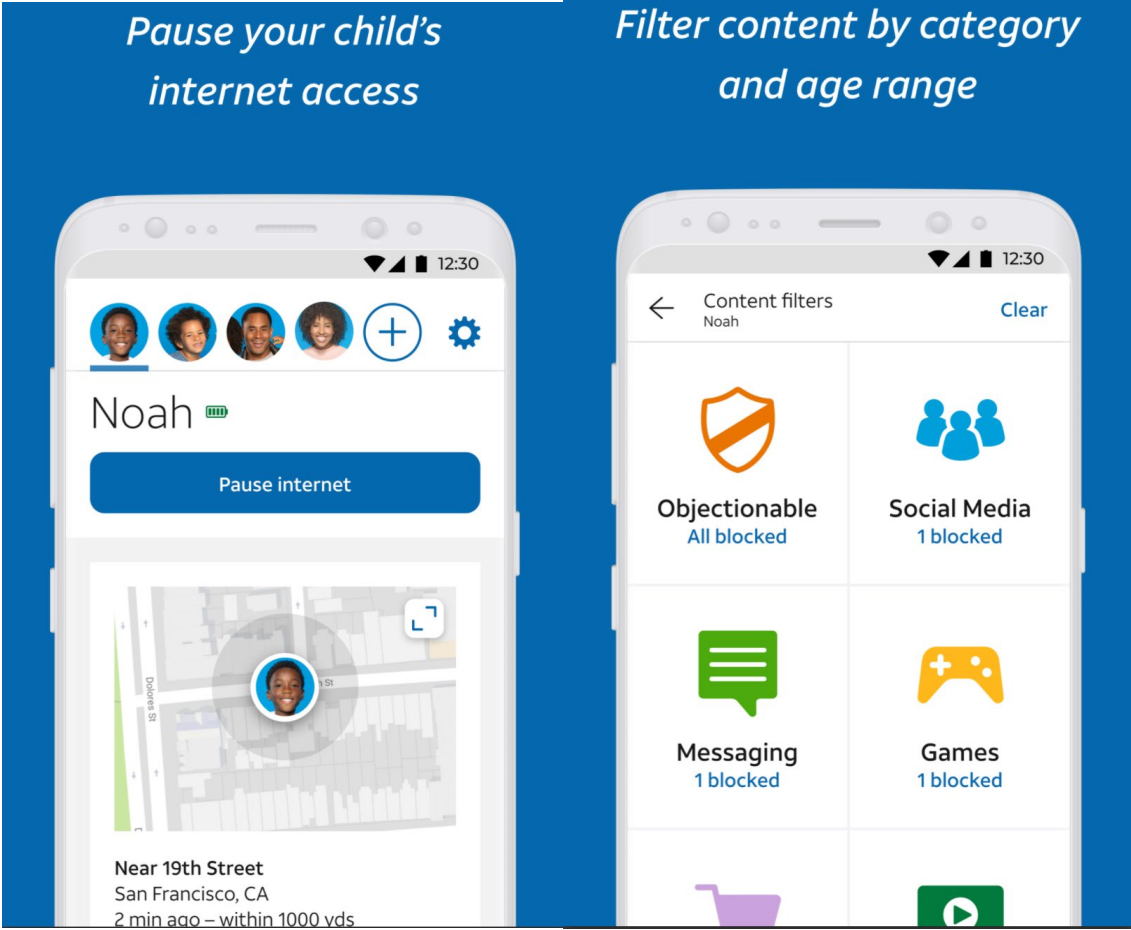 Pause your child's
internet access
12:30
Noah
Pause internet
Dolores St
St
Near 19th Street
San Francisco, CA
2 min ago – within 1000 yds
Filter content by category
and age range
12:30
Content filters
Noah
Clear
Objectionable
All blocked
Social Media
1 blocked
Messaging
1 blocked
Games
1 blocked